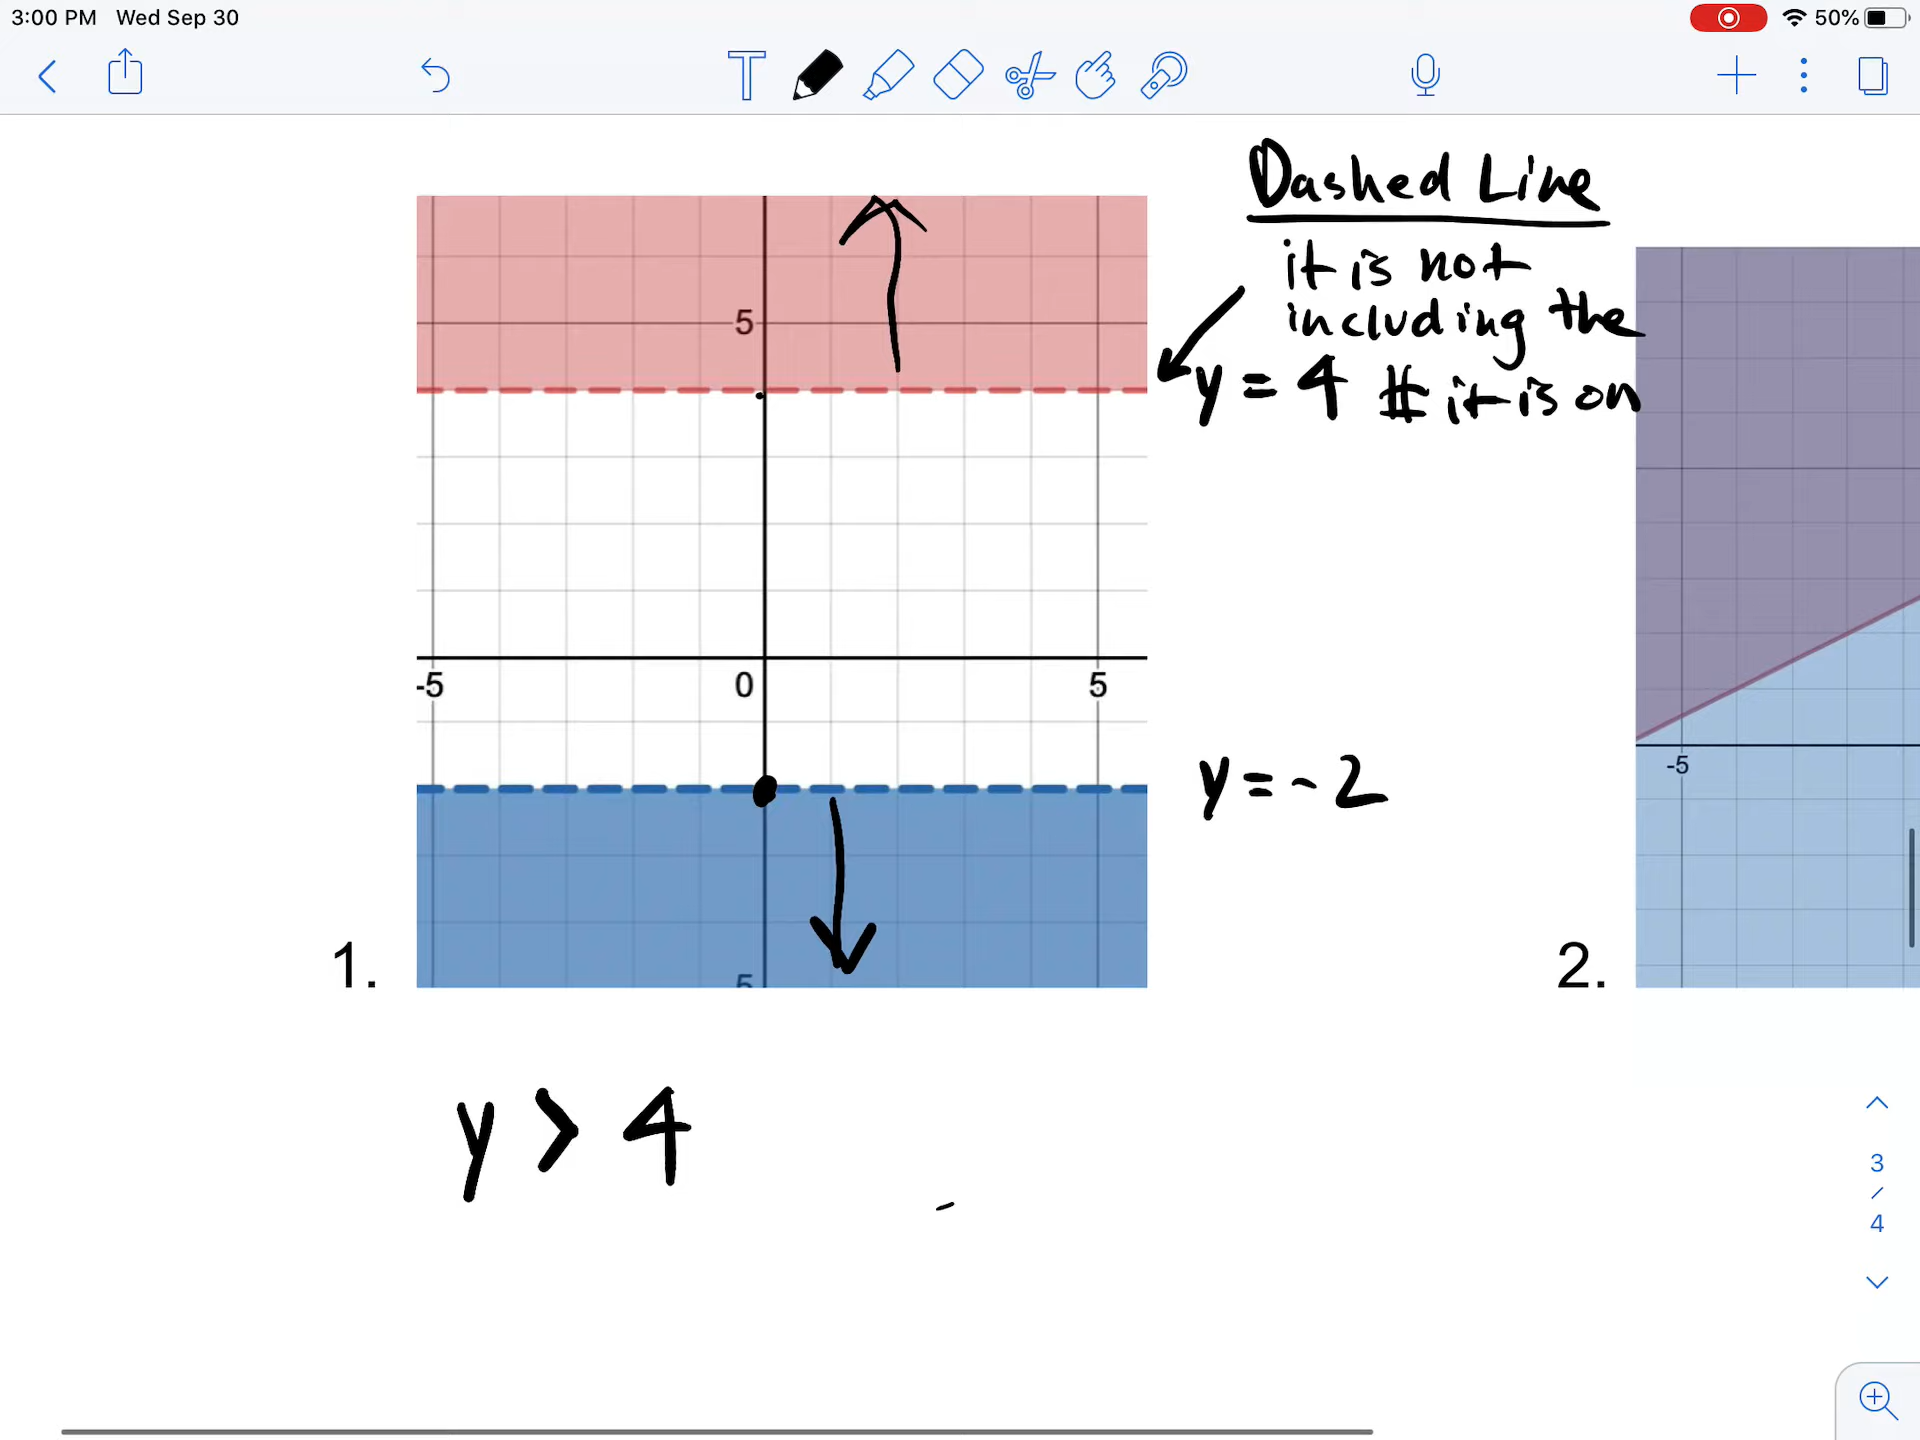 3:00 PM Wed Sep 30
50%
T
Dashed Line
it is not
including the
y = 4 # it is on
5
-5 0 5
y = -2
5
-5
1.
2.
y > 4
3
/
4